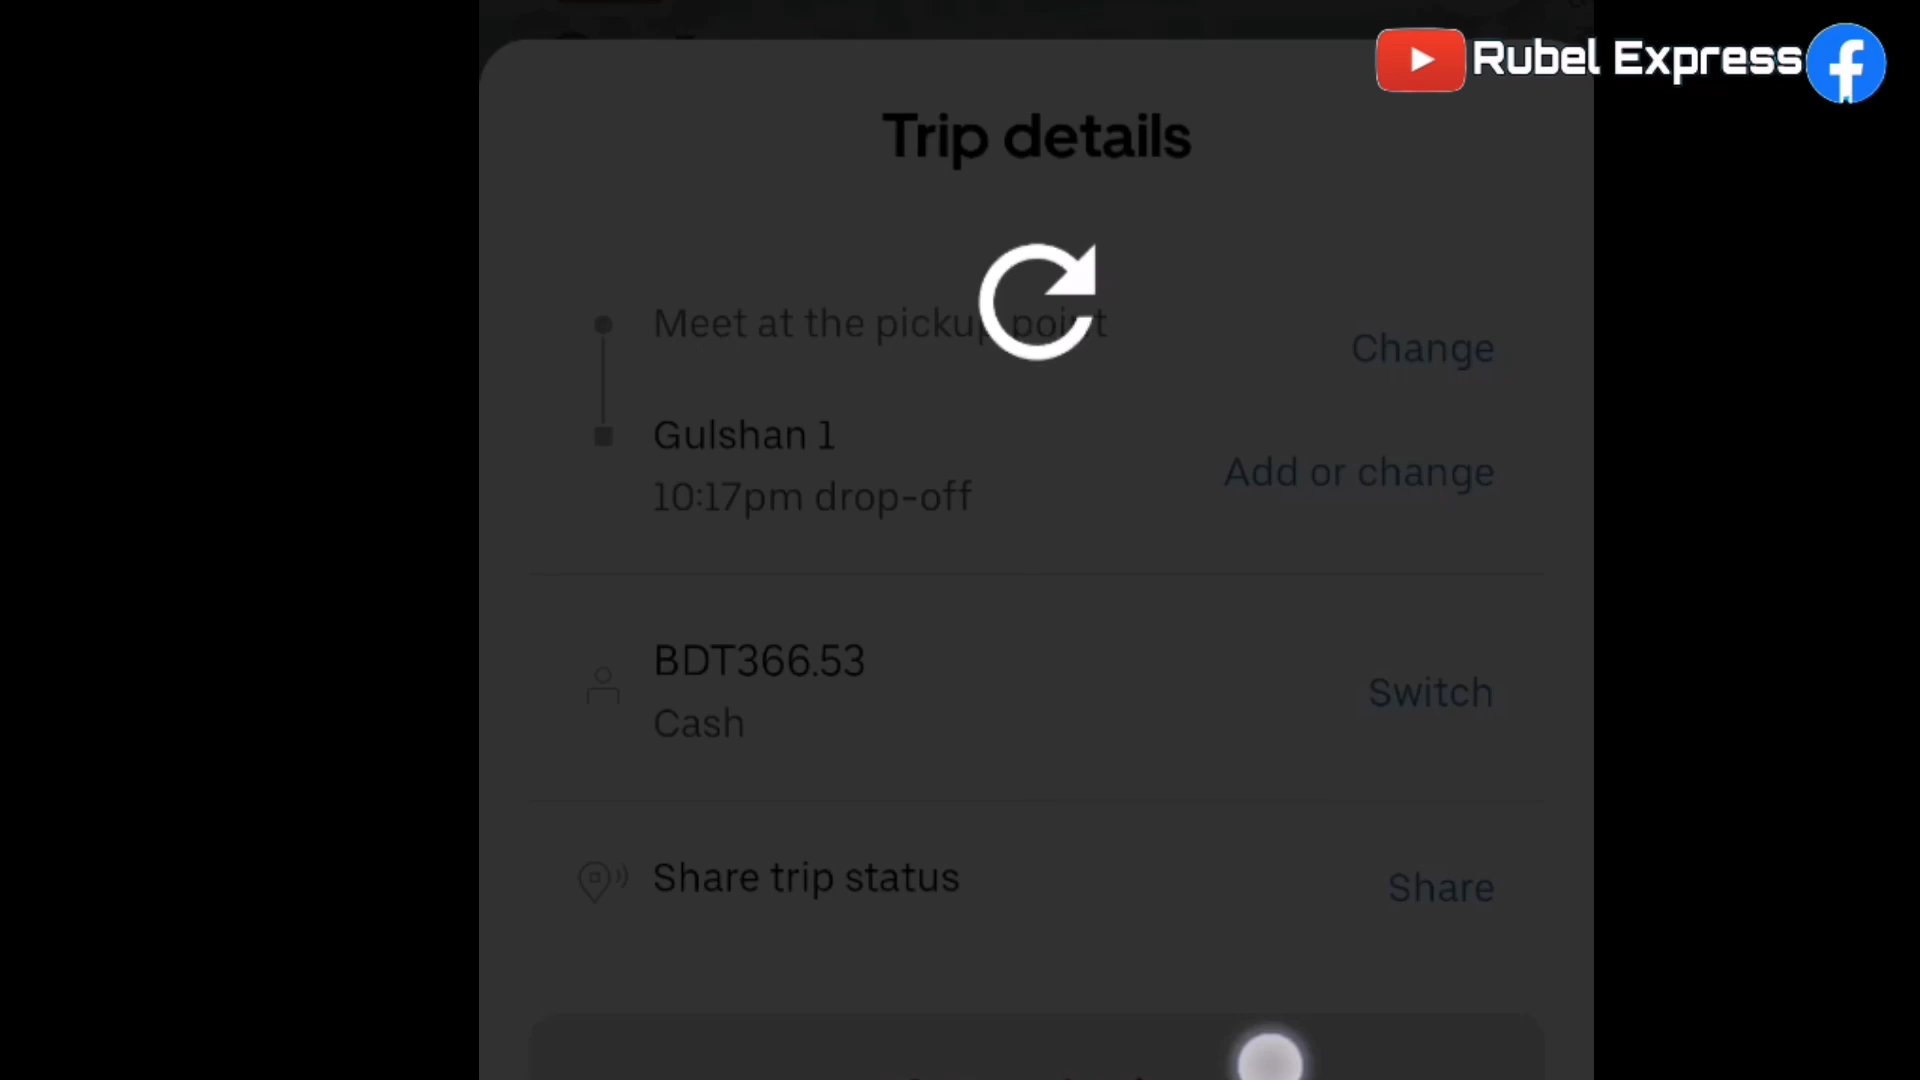 Rubel Express
Trip details
Meet at the pickup point
Change
Gulshan 1
10:17pm drop-off
Add or change
BDT366.53
Cash
Switch
Share trip status
Share